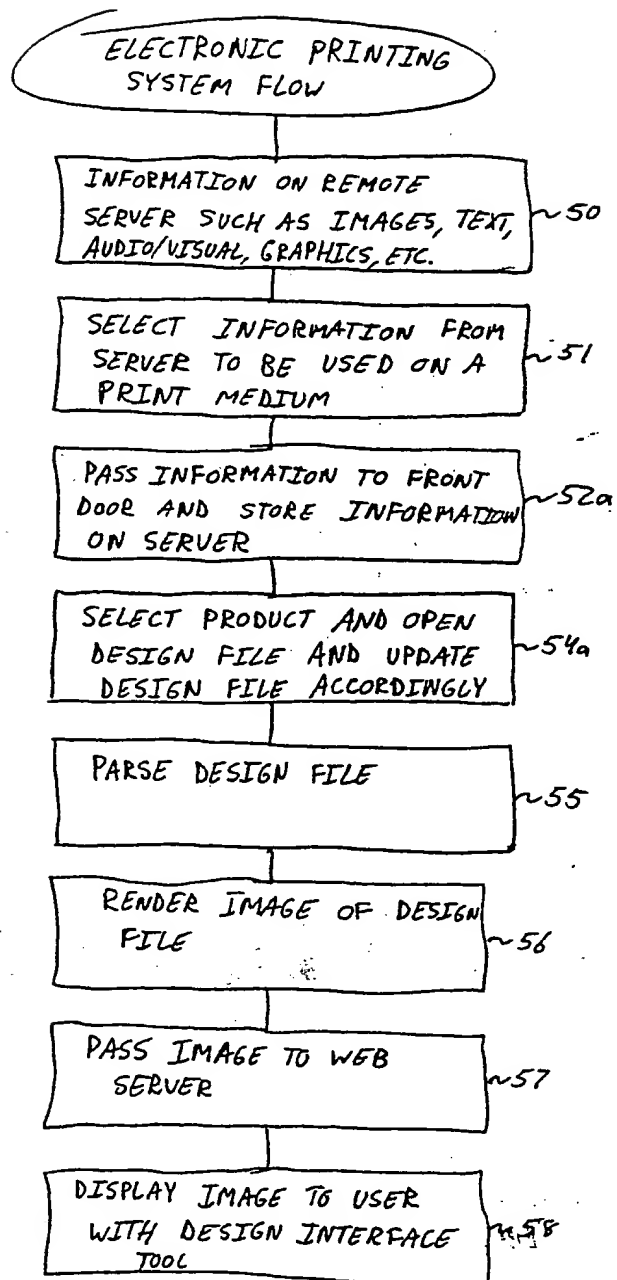 ELECTRONIC PRINTING
SYSTEM FLOW
INFORMATION ON REMOTE
SERVER SUCH AS IMAGES, TEXT,
AUDIO/VISUAL, GRAPHICS, ETC.
50
SELECT INFORMATION FROM
SERVER TO BE USED ON A
PRINT MEDIUM
51
PASS INFORMATION TO FRONT
DOOR AND STORE INFORMATION
ON SERVER
52a
SELECT PRODUCT AND OPEN
DESIGN FILE AND UPDATE
DESIGN FILE ACCORDINGLY
54a
PARSE DESIGN FILE
55
RENDER IMAGE OF DESIGN
FILE
56
PASS IMAGE TO WEB
SERVER
57
DISPLAY IMAGE TO USER
WITH DESIGN INTERFACE
TOOL
58